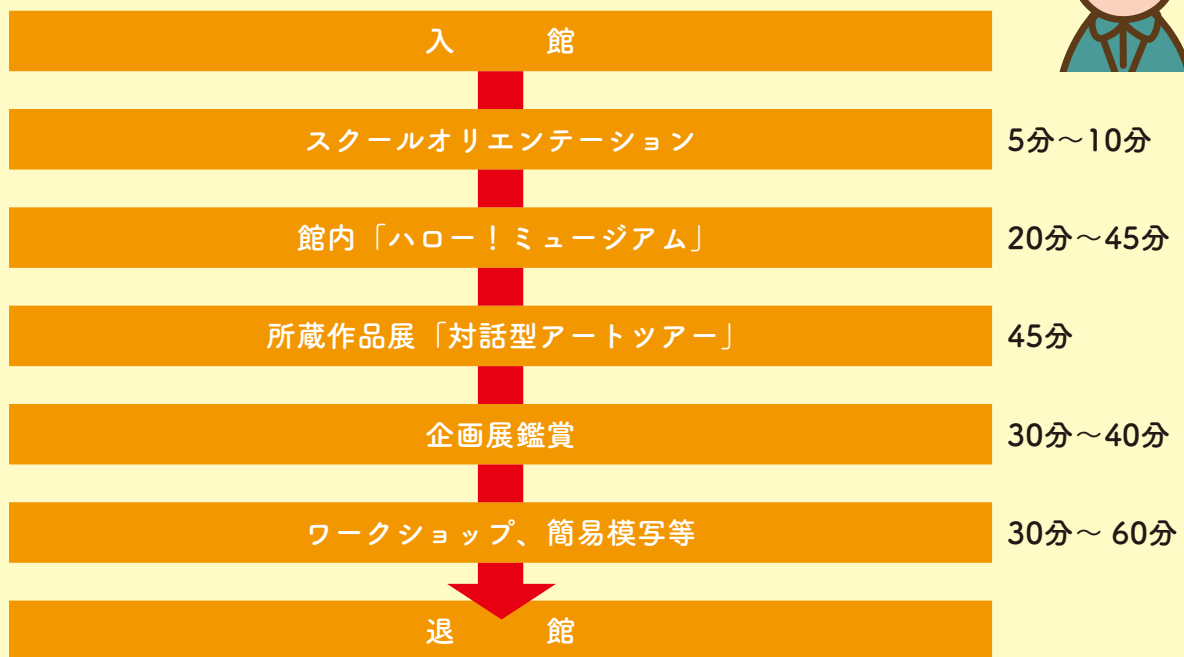 入　館
スクールオリエンテーション 5分～10分
館内「ハロー！ミュージアム」 20分～45分
所蔵作品展「対話型アートツアー」 45分
企画展鑑賞 30分～40分
ワークショップ、簡易模写等 30分～ 60分
退　館